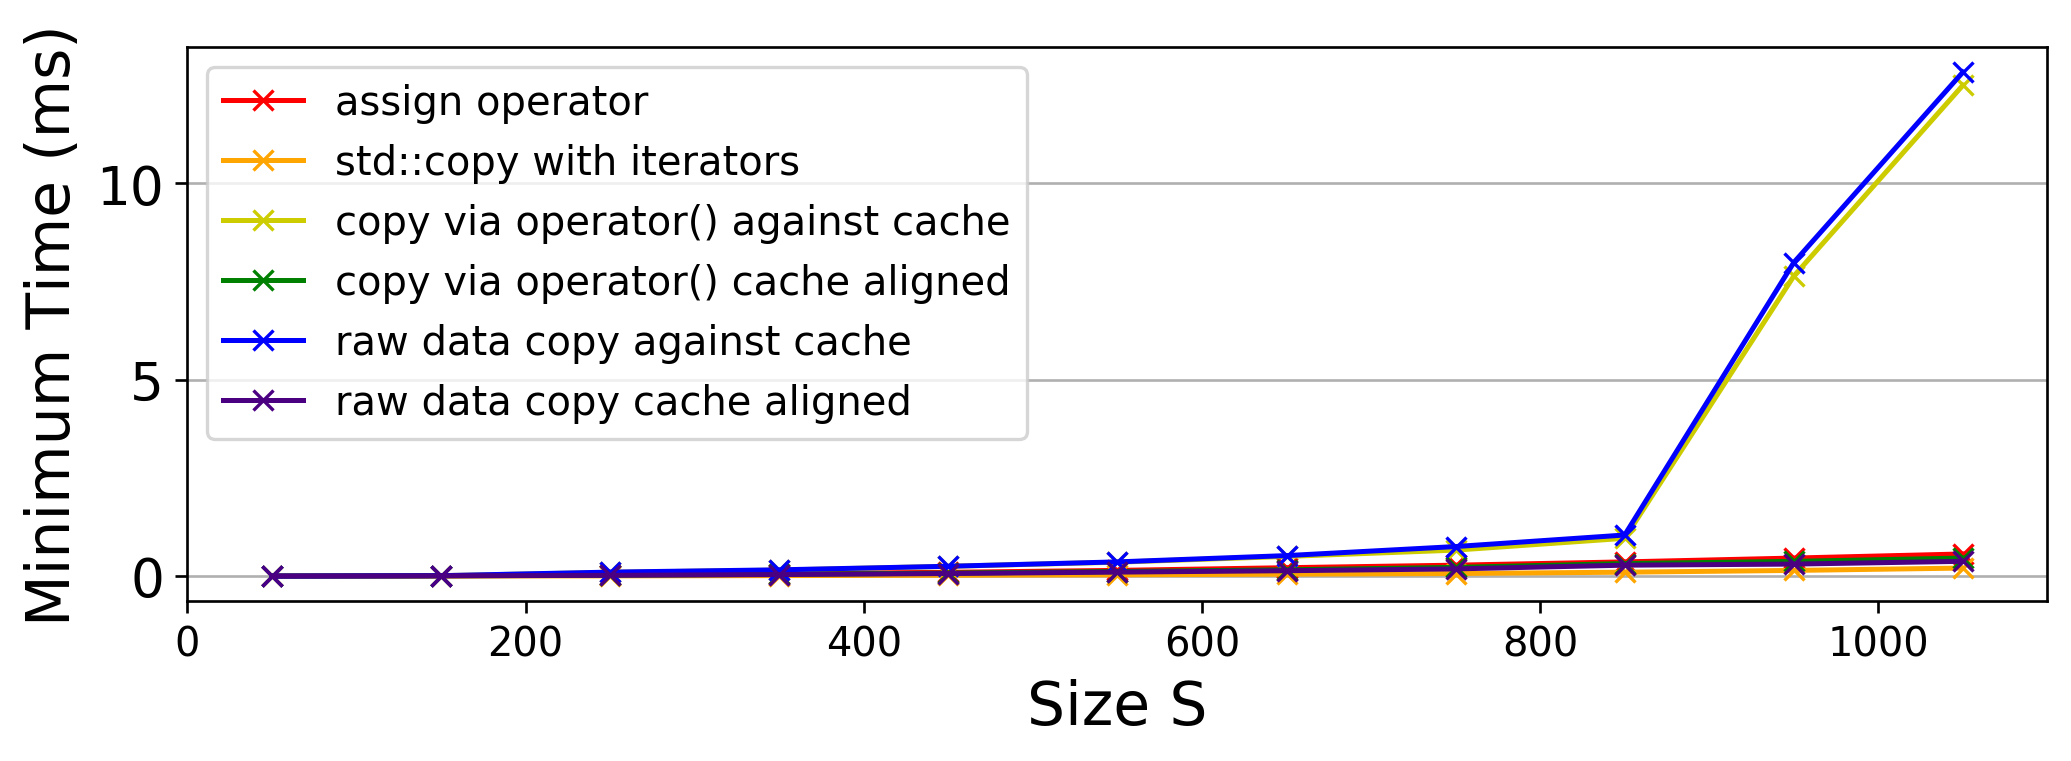 Minimum Time (ms)
10
5
0
assign operator
std::copy with iterators
copy via operator() against cache
copy via operator() cache aligned
raw data copy against cache
raw data copy cache aligned
0 200 400 600 800 1000
Size S